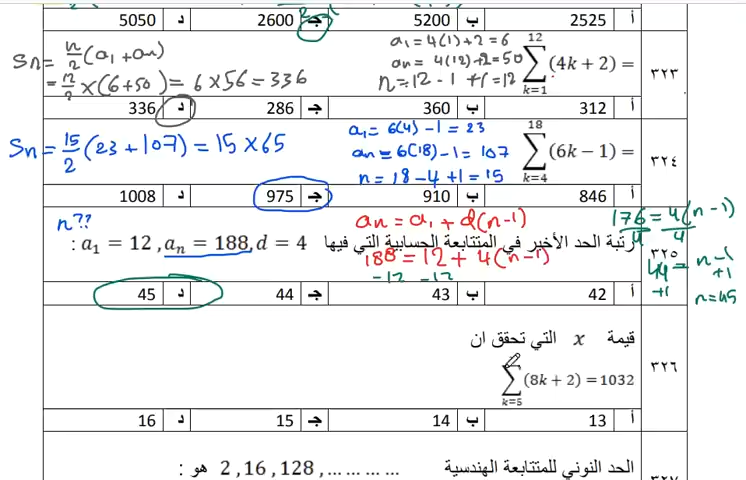 أ 2525 ب 5200 جـ 2600 د 5050
٣٢٣ ∑ (4k + 2) = 12 k=1
a₁ = 4(1) + 2 = 6
aₙ = 4(12) + 2 = 50
n = 12 - 1 + 1 = 12
Sₙ = n/2 (a₁ + aₙ)
= 12/2 × (6 + 50) = 6 × 56 = 336
أ 312 ب 360 جـ 286 د 336
٣٢٤ ∑ (6k − 1) = 18 k=4
a₁ = 6(4) - 1 = 23
aₙ = 6(18) - 1 = 107
n = 18 - 4 + 1 = 15
Sₙ = 15/2 (23 + 107) = 15 × 65
أ 846 ب 910 جـ 975 د 1008
٣٢٥ رتبة الحد الأخير في المتتابعة الحسابية التي فيها a₁ = 12 , aₙ = 188, d = 4 :
n??
aₙ = a₁ + d(n-1)
188 = 12 + 4(n-1)
-12 -12
176 = 4(n-1)
4 4
44 = n-1
+1 +1
n = 45
أ 42 ب 43 جـ 44 د 45
قيمة x التي تحقق ان
٣٢٦ ∑ (8k + 2) = 1032 k=5
أ 13 ب 14 جـ 15 د 16
الحد النوني للمتتابعة الهندسية 2 , 16 , 128 , ... ... ... ... هو :